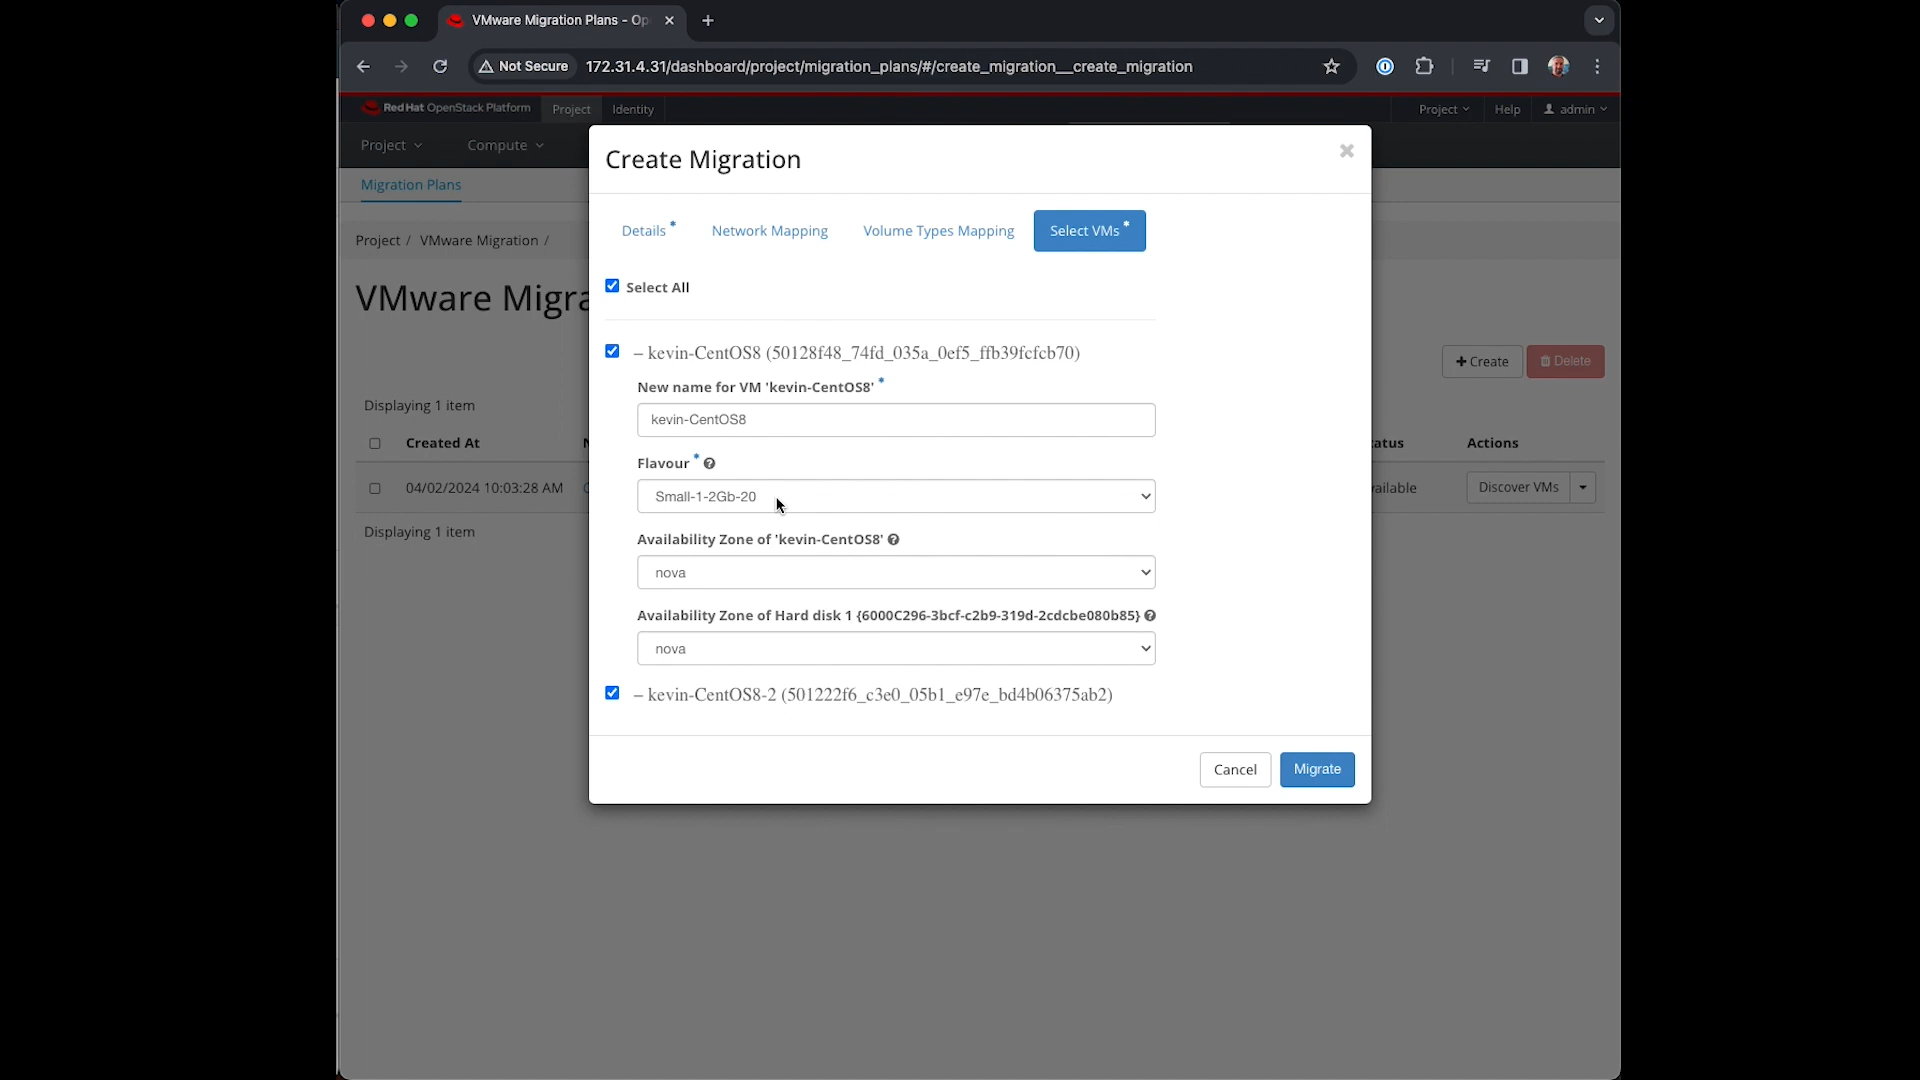 VMware Migration Plans - Op
Not Secure
172.31.4.31/dashboard/project/migration_plans/#/create_migration__create_migration
Red Hat OpenStack Platform
Project
Identity
Project
Help
admin
Project
Compute
Migration Plans
Project / VMware Migration /
VMware Migra
Create
Delete
Displaying 1 item
Created At
atus
Actions
04/02/2024 10:03:28 AM
Discover VMs
Displaying 1 item
Create Migration
×
Details *
Network Mapping
Volume Types Mapping
Select VMs *
Select All
– kevin-CentOS8 (50128f48_74fd_035a_0ef5_ffb39fcfcb70)
New name for VM 'kevin-CentOS8' *
kevin-CentOS8
Flavour *
Small-1-2Gb-20
Availability Zone of 'kevin-CentOS8'
nova
Availability Zone of Hard disk 1 {6000C296-3bcf-c2b9-319d-2cdcbe080b85}
nova
– kevin-CentOS8-2 (501222f6_c3e0_05b1_e97e_bd4b06375ab2)
Cancel
Migrate